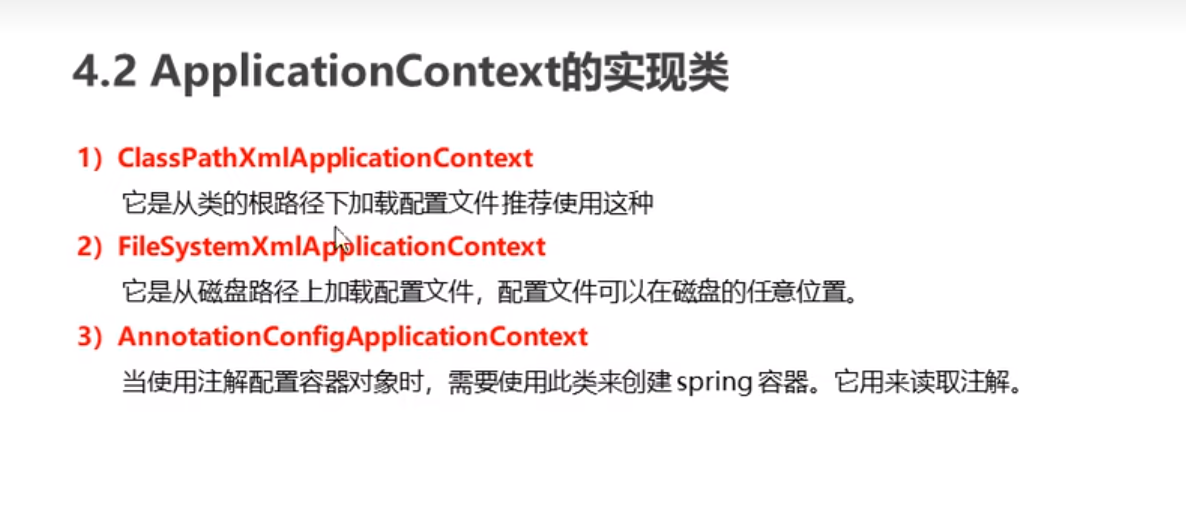 4.2 ApplicationContext的实现类
1）ClassPathXmlApplicationContext
它是从类的根路径下加载配置文件 推荐使用这种
2）FileSystemXmlApplicationContext
它是从磁盘路径上加载配置文件，配置文件可以在磁盘的任意位置。
3）AnnotationConfigApplicationContext
当使用注解配置容器对象时，需要使用此类来创建 spring 容器。它用来读取注解。